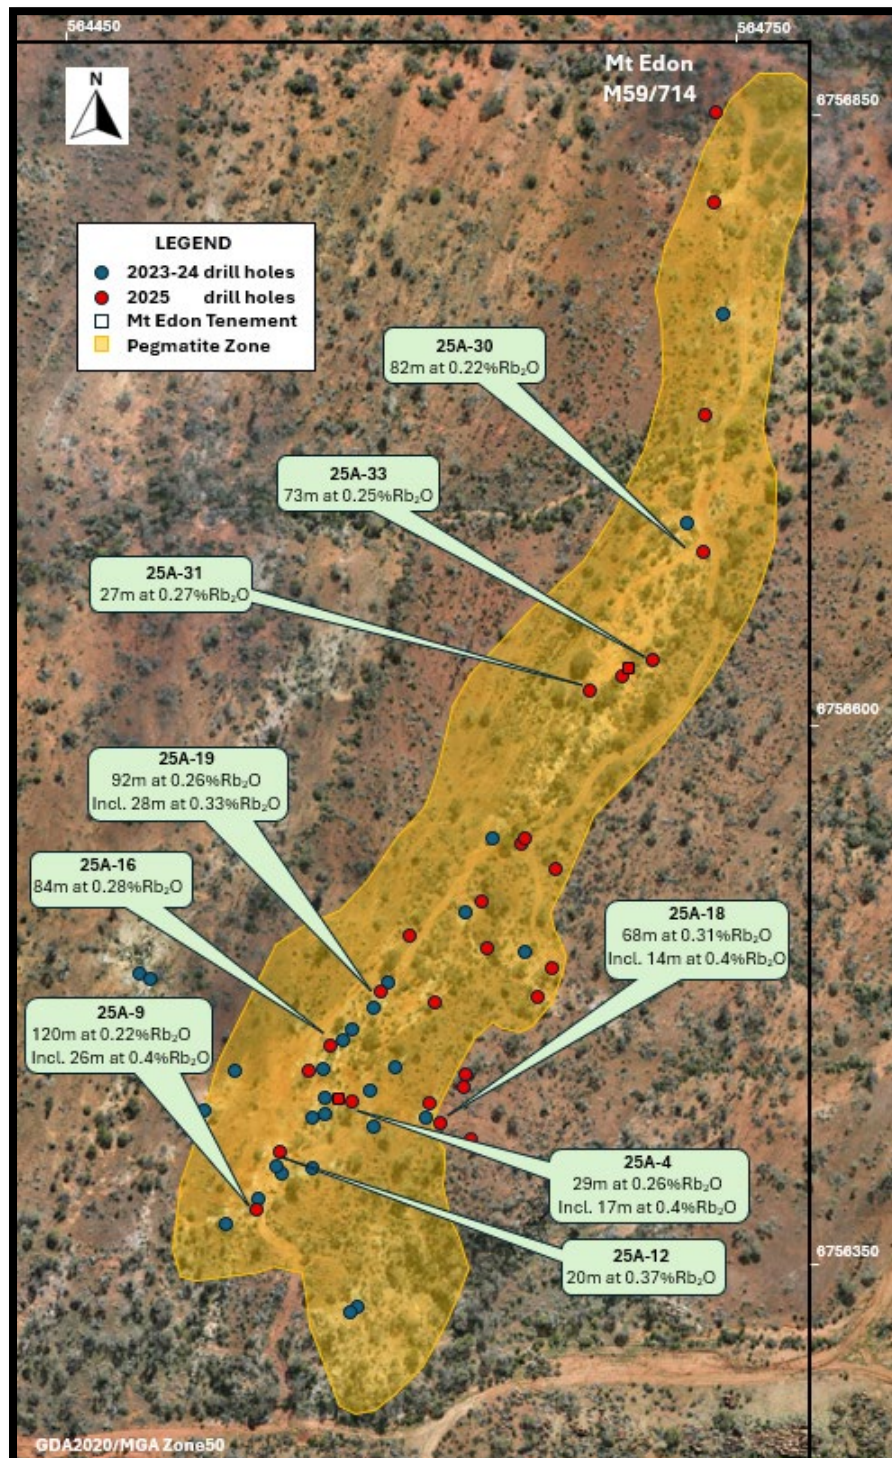 564450
564750
Mt Edon
M59/714
6756850
N
LEGEND
2023-24 drill holes
2025 drill holes
Mt Edon Tenement
Pegmatite Zone
25A-30
82m at 0.22%Rb₂O
25A-33
73m at 0.25%Rb₂O
25A-31
27m at 0.27%Rb₂O
6756600
25A-19
92m at 0.26%Rb₂O
Incl. 28m at 0.33%Rb₂O
25A-16
84m at 0.28%Rb₂O
25A-18
68m at 0.31%Rb₂O
Incl. 14m at 0.4%Rb₂O
25A-9
120m at 0.22%Rb₂O
Incl. 26m at 0.4%Rb₂O
25A-4
29m at 0.26%Rb₂O
Incl. 17m at 0.4%Rb₂O
25A-12
20m at 0.37%Rb₂O
6756350
GDA2020/MGA Zone50